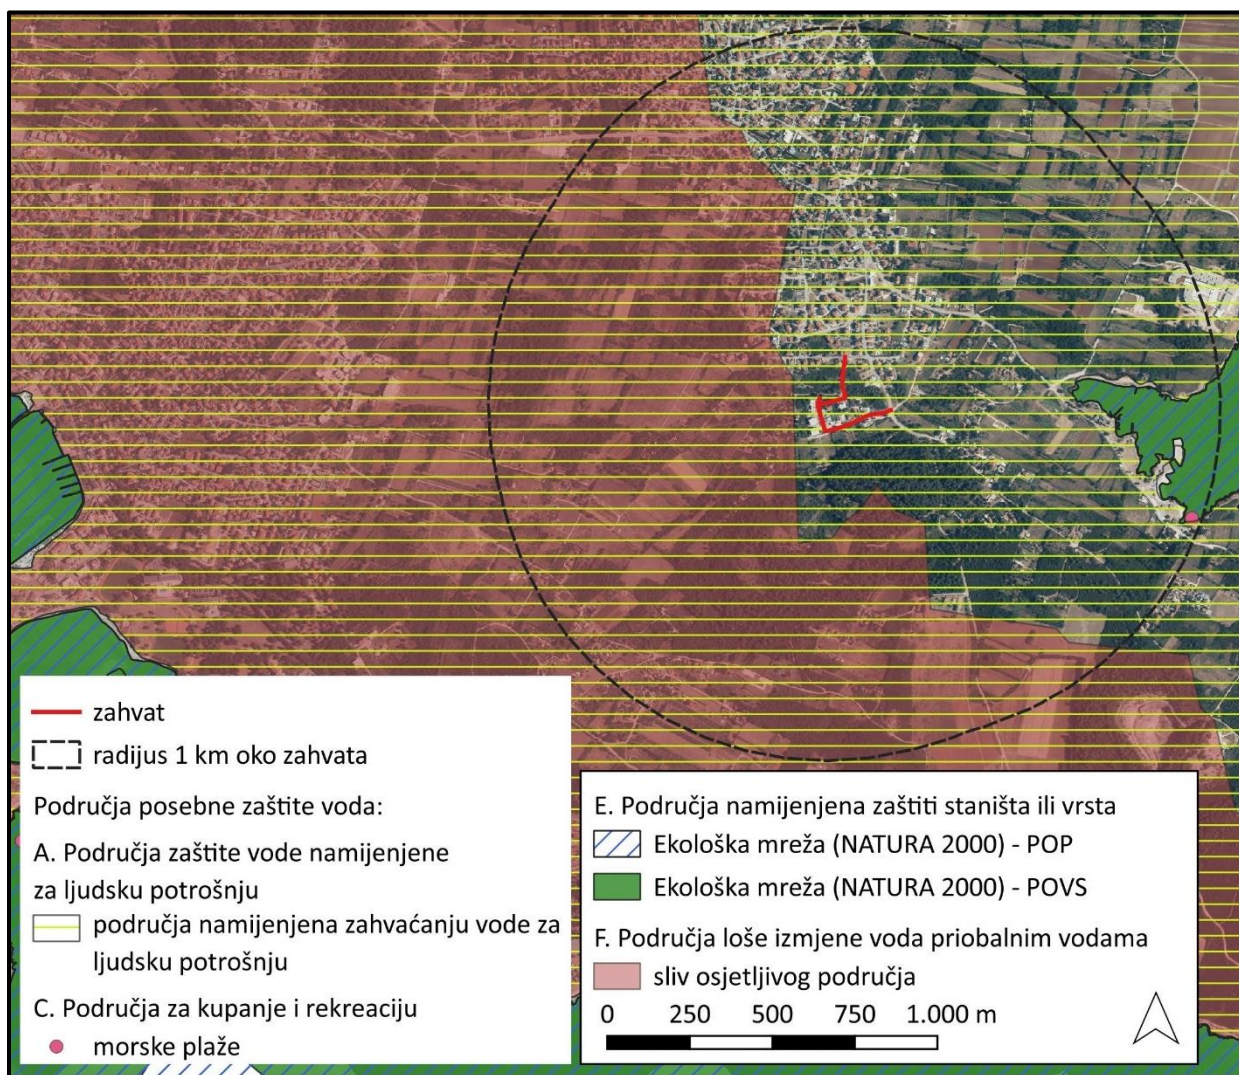 zahvat
radijus 1 km oko zahvata
Područja posebne zaštite voda:
A. Područja zaštite vode namijenjene
za ljudsku potrošnju
područja namijenjena zahvaćanju vode za
ljudsku potrošnju
C. Područja za kupanje i rekreaciju
morske plaže
E. Područja namijenjena zaštiti staništa ili vrsta
Ekološka mreža (NATURA 2000) - POP
Ekološka mreža (NATURA 2000) - POVS
F. Područja loše izmjene voda priobalnim vodama
sliv osjetljivog područja
0 250 500 750 1.000 m